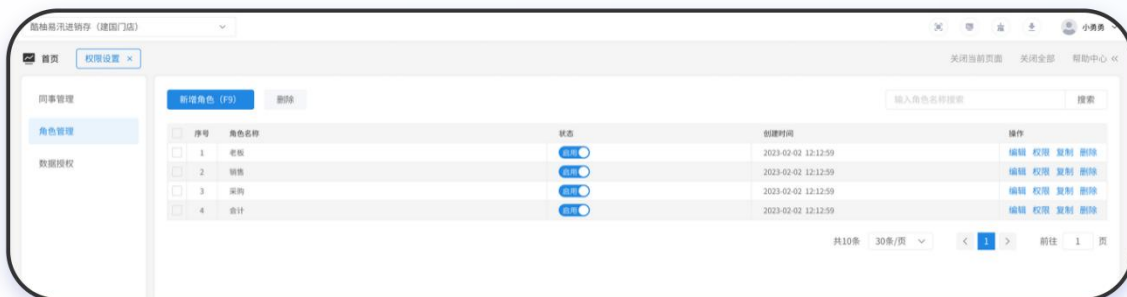 酷柚易汛进销存（建国门店）
小勇勇
首页 权限设置 ×
关闭当前页面 关闭全部 帮助中心
同事管理
角色管理
数据授权
新增角色（F9） 删除
输入角色名称搜索 搜索
序号 角色名称 状态 创建时间 操作
1 老板 启用 2023-02-02 12:12:59 编辑 权限 复制 删除
2 销售 启用 2023-02-02 12:12:59 编辑 权限 复制 删除
3 采购 启用 2023-02-02 12:12:59 编辑 权限 复制 删除
4 会计 启用 2023-02-02 12:12:59 编辑 权限 复制 删除
共10条 30条/页 1 前往 1 页